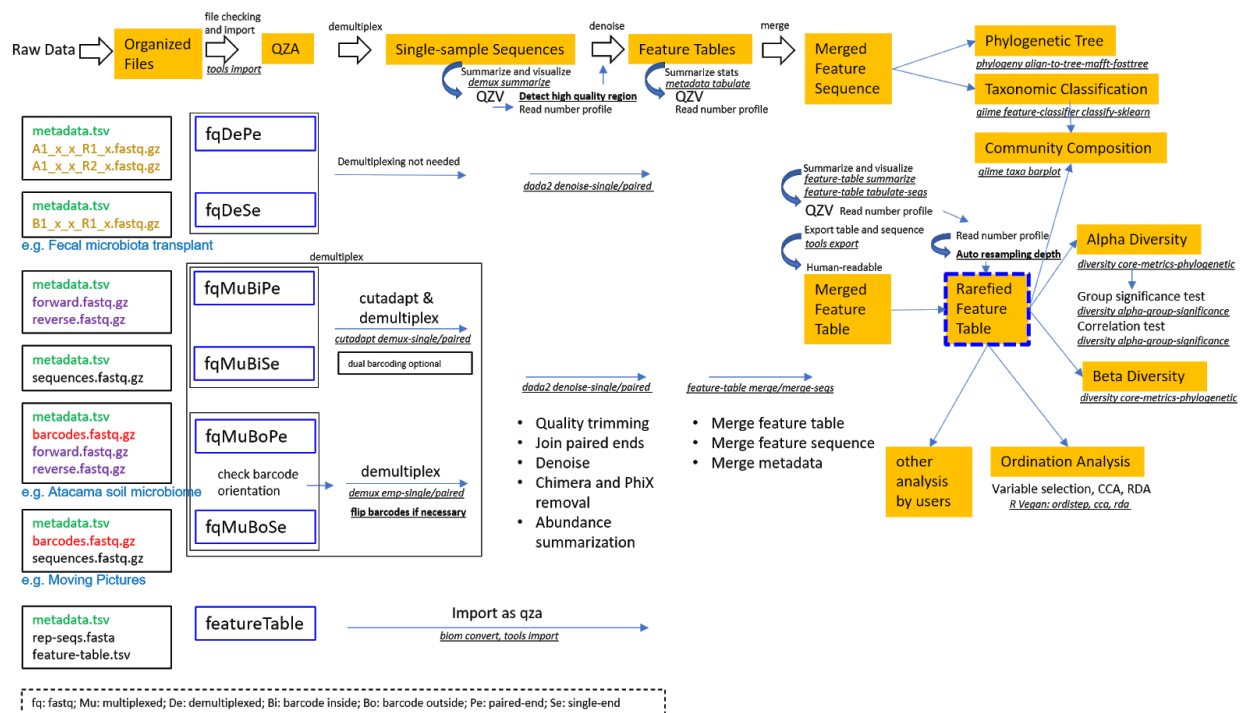 Raw Data
Organized
Files
file checking
and import
tools import
QZA
demultiplex
Single-sample Sequences
Summarize and visualize
demux summarize
QZV
Detect high quality region
Read number profile
denoise
Feature Tables
Summarize stats
metadata tabulate
QZV
Read number profile
merge
Merged
Feature
Sequence
Phylogenetic Tree
phylogeny align-to-tree-mafft-fasttree
Taxonomic Classification
qiime feature-classifier classify-sklearn
Community Composition
qiime taxa barplot
metadata.tsv
A1_x_x_R1_x.fastq.gz
A1_x_x_R2_x.fastq.gz
fqDePe
Demultiplexing not needed
dada2 denoise-single/paired
metadata.tsv
B1_x_x_R1_x.fastq.gz
fqDeSe
e.g. Fecal microbiota transplant
Summarize and visualize
feature-table summarize
feature-table tabulate-seqs
QZV Read number profile
Export table and sequence
tools export
Human-readable
Merged
Feature
Table
Read number profile
Auto resampling depth
Rarefied
Feature
Table
Alpha Diversity
diversity core-metrics-phylogenetic
Group significance test
diversity alpha-group-significance
Correlation test
diversity alpha-group-significance
Beta Diversity
diversity core-metrics-phylogenetic
demultiplex
metadata.tsv
forward.fastq.gz
reverse.fastq.gz
fqMuBiPe
cutadapt &
demultiplex
cutadapt demux-single/paired
dual barcoding optional
metadata.tsv
sequences.fastq.gz
fqMuBiSe
dada2 denoise-single/paired
• Quality trimming
• Join paired ends
• Denoise
• Chimera and PhiX
removal
• Abundance
summarization
feature-table merge/merge-seqs
• Merge feature table
• Merge feature sequence
• Merge metadata
other
analysis
by users
Ordination Analysis
Variable selection, CCA, RDA
R Vegan: ordistep, cca, rda
metadata.tsv
barcodes.fastq.gz
forward.fastq.gz
reverse.fastq.gz
e.g. Atacama soil microbiome
fqMuBoPe
check barcode
orientation
demultiplex
demux emp-single/paired
flip barcodes if necessary
fqMuBoSe
metadata.tsv
barcodes.fastq.gz
sequences.fastq.gz
e.g. Moving Pictures
metadata.tsv
rep-seqs.fasta
feature-table.tsv
featureTable
Import as qza
biom convert, tools import
fq: fastq; Mu: multiplexed; De: demultiplexed; Bi: barcode inside; Bo: barcode outside; Pe: paired-end; Se: single-end